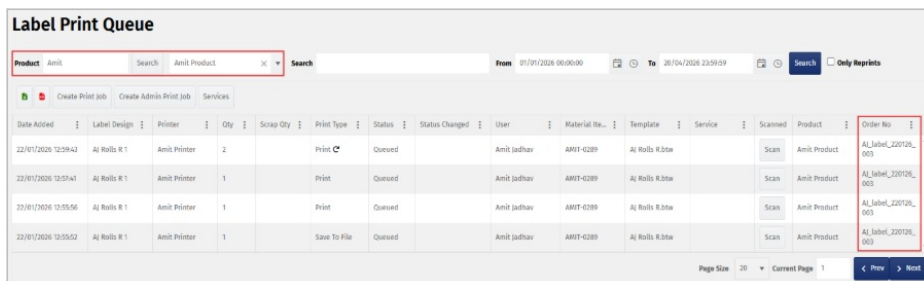 Label Print Queue
Product Amit Search Amit Product Search From 01/01/2026 00:00:00 To 20/04/2026 23:59:59 Search Only Reprints
Create Print Job Create Admin Print Job Services
Date Added Label Design Printer Qty Scrap Qty Print Type Status Status Changed User Material Ite... Template Service Scanned Product Order No
22/01/2026 12:59:43 AJ Rolls R 1 Amit Printer 2 Print Queued Amit Jadhav AMIT-0289 AJ Rolls R.btw Scan Amit Product AJ_label_220126_
003
22/01/2026 12:57:41 AJ Rolls R 1 Amit Printer 1 Print Queued Amit Jadhav AMIT-0289 AJ Rolls R.btw Scan Amit Product AJ_label_220126_
003
22/01/2026 12:55:56 AJ Rolls R 1 Amit Printer 1 Print Queued Amit Jadhav AMIT-0289 AJ Rolls R.btw Scan Amit Product AJ_label_220126_
003
22/01/2026 12:55:52 AJ Rolls R 1 Amit Printer 1 Save To File Queued Amit Jadhav AMIT-0289 AJ Rolls R.btw Scan Amit Product AJ_label_220126_
003
Page Size 20 Current Page 1 Prev Next